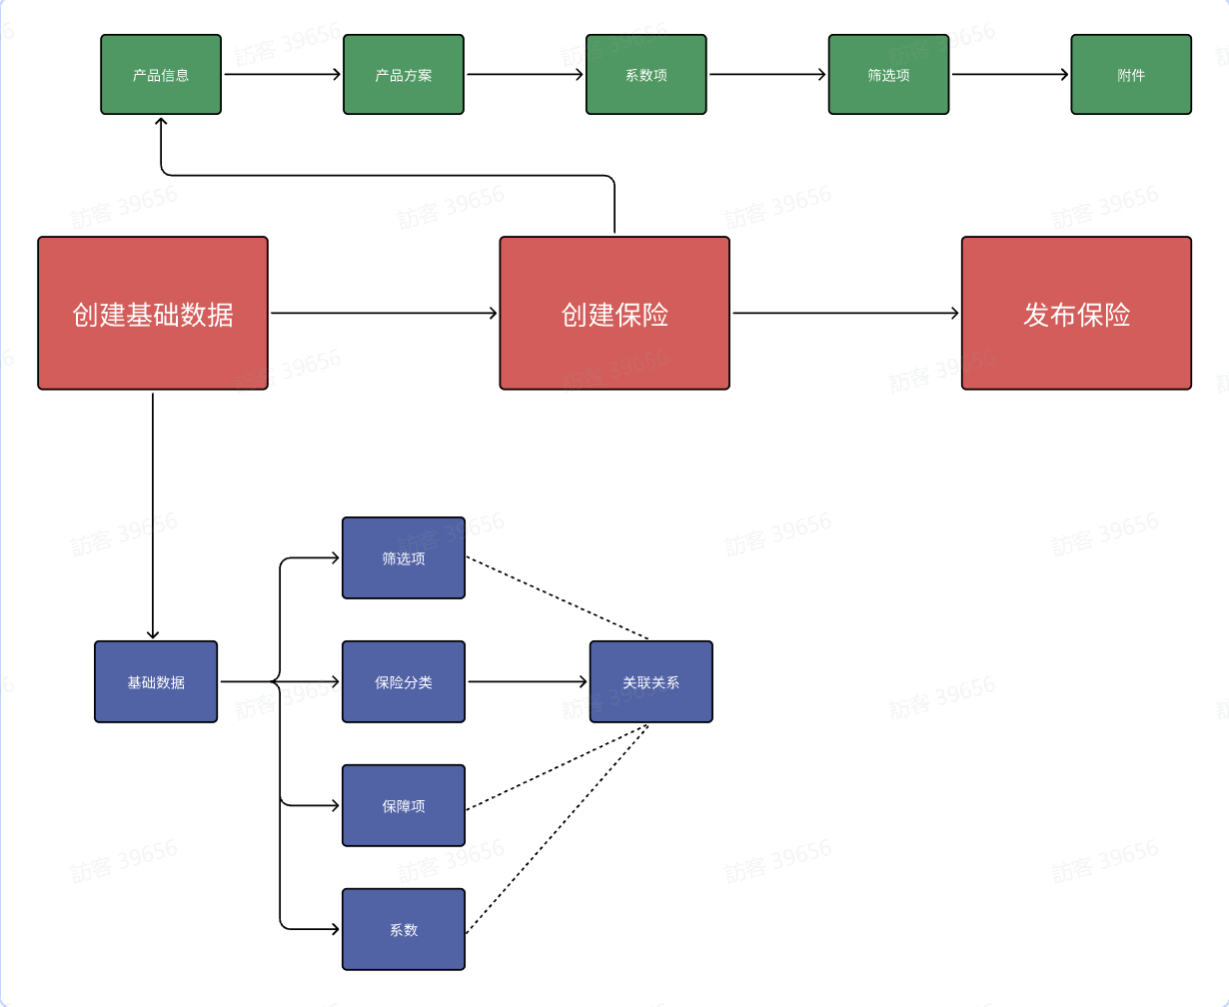 产品信息
产品方案
系数项
筛选项
附件
创建基础数据
创建保险
发布保险
筛选项
基础数据
保险分类
关联关系
保障项
系数
訪客 39656